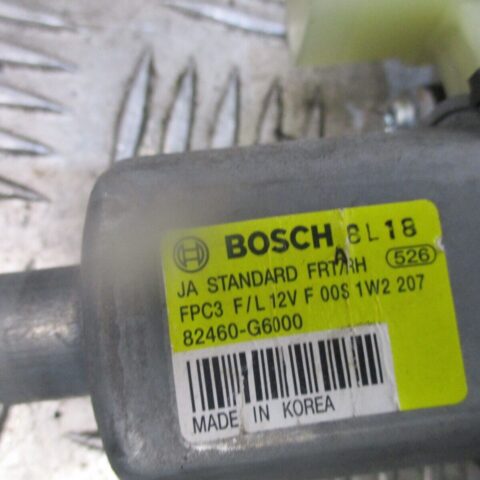 BOSCH 8L18
A
JA STANDARD FRT/RH 526
FPC3 F/L 12V F 00S 1W2 207
82460-G6000
MADE IN KOREA